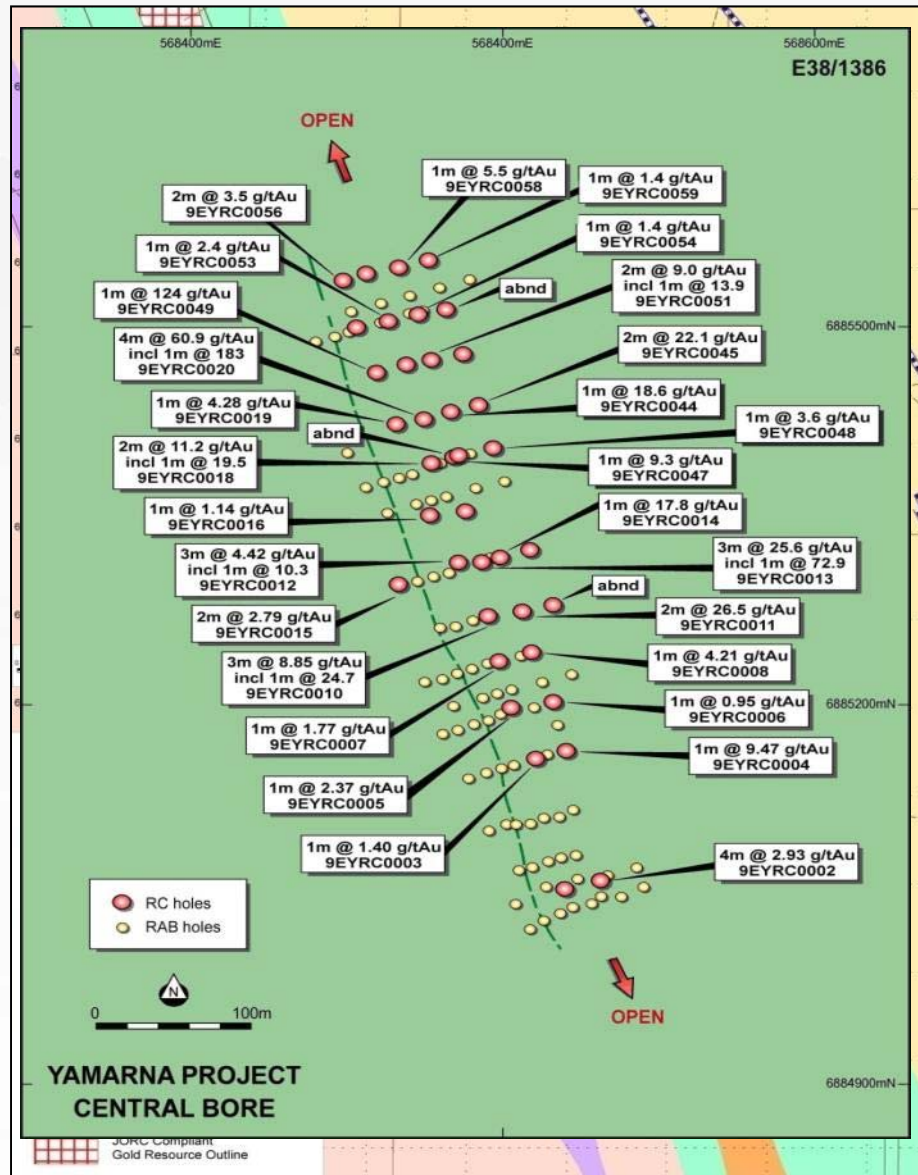 568400mE
568400mE
568600mE
E38/1386
OPEN
1m @ 5.5 g/tAu
9EYRC0058
1m @ 1.4 g/tAu
9EYRC0059
2m @ 3.5 g/tAu
9EYRC0056
1m @ 1.4 g/tAu
9EYRC0054
1m @ 2.4 g/tAu
9EYRC0053
2m @ 9.0 g/tAu
incl 1m @ 13.9
9EYRC0051
abnd
1m @ 124 g/tAu
9EYRC0049
6885500mN
4m @ 60.9 g/tAu
incl 1m @ 183
9EYRC0020
2m @ 22.1 g/tAu
9EYRC0045
1m @ 4.28 g/tAu
9EYRC0019
1m @ 18.6 g/tAu
9EYRC0044
abnd
1m @ 3.6 g/tAu
9EYRC0048
2m @ 11.2 g/tAu
incl 1m @ 19.5
9EYRC0018
1m @ 9.3 g/tAu
9EYRC0047
1m @ 1.14 g/tAu
9EYRC0016
1m @ 17.8 g/tAu
9EYRC0014
3m @ 4.42 g/tAu
incl 1m @ 10.3
9EYRC0012
3m @ 25.6 g/tAu
incl 1m @ 72.9
9EYRC0013
abnd
2m @ 2.79 g/tAu
9EYRC0015
2m @ 26.5 g/tAu
9EYRC0011
3m @ 8.85 g/tAu
incl 1m @ 24.7
9EYRC0010
1m @ 4.21 g/tAu
9EYRC0008
1m @ 0.95 g/tAu
9EYRC0006
6885200mN
1m @ 1.77 g/tAu
9EYRC0007
1m @ 9.47 g/tAu
9EYRC0004
1m @ 2.37 g/tAu
9EYRC0005
1m @ 1.40 g/tAu
9EYRC0003
4m @ 2.93 g/tAu
9EYRC0002
RC holes
RAB holes
N
0
100m
OPEN
YAMARNA PROJECT
CENTRAL BORE
6884900mN
JORC Compliant
Gold Resource Outline